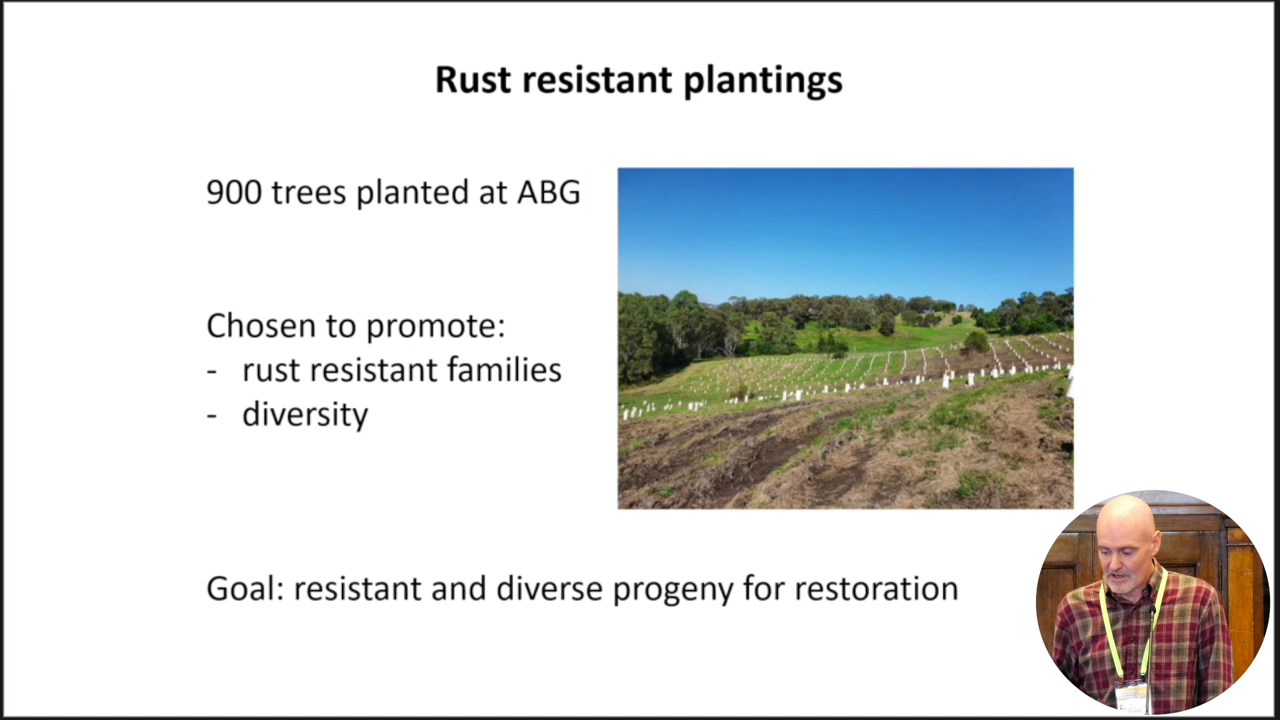 Rust resistant plantings
900 trees planted at ABG
Chosen to promote:
- rust resistant families
- diversity
Goal: resistant and diverse progeny for restoration